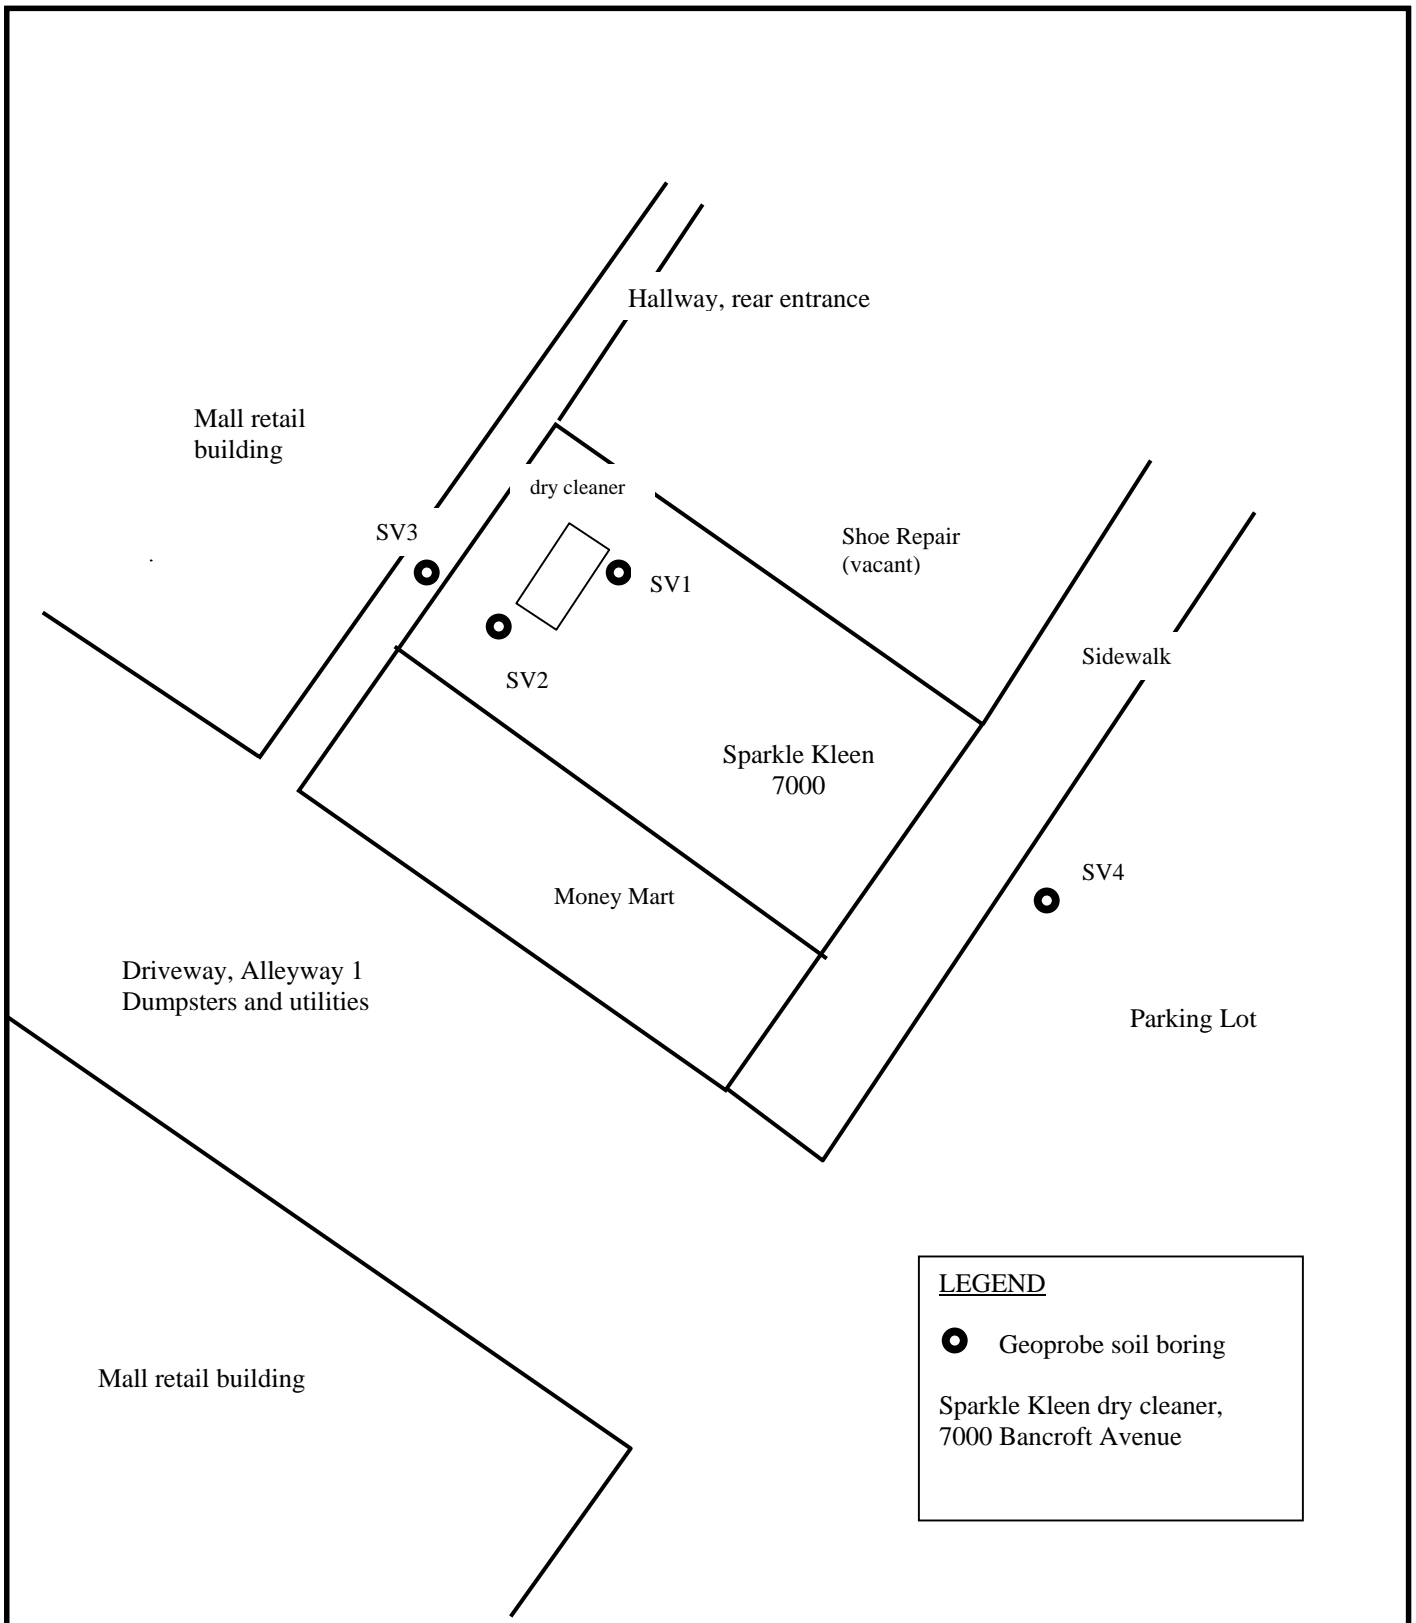 Hallway, rear entrance
Mall retail
building
dry cleaner
SV3
Shoe Repair
(vacant)
SV1
Sidewalk
SV2
Sparkle Kleen
7000
SV4
Money Mart
Driveway, Alleyway 1
Dumpsters and utilities
Parking Lot
LEGEND
Geoprobe soil boring
Sparkle Kleen dry cleaner,
7000 Bancroft Avenue
Mall retail building